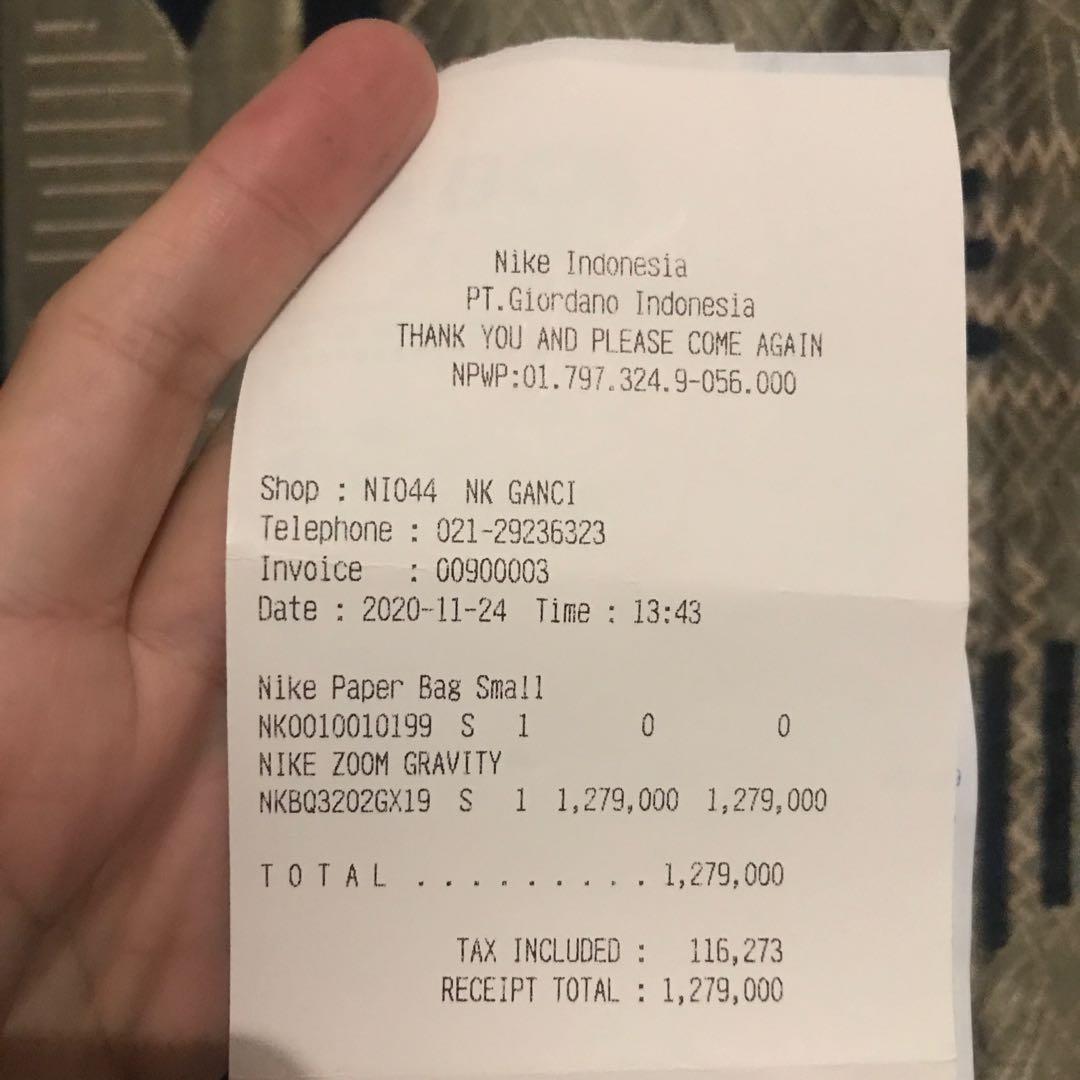 Nike Indonesia
PT.Giordano Indonesia
THANK YOU AND PLEASE COME AGAIN
NPWP:01.797.324.9-056.000
Shop : NI044 NK GANCI
Telephone : 021-29236323
Invoice : 00900003
Date : 2020-11-24 Time : 13:43
Nike Paper Bag Small
NK0010010199 S 1 0 0
NIKE ZOOM GRAVITY
NKBQ3202GX19 S 1 1,279,000 1,279,000
T O T A L . . . . . . . . . 1,279,000
TAX INCLUDED : 116,273
RECEIPT TOTAL : 1,279,000